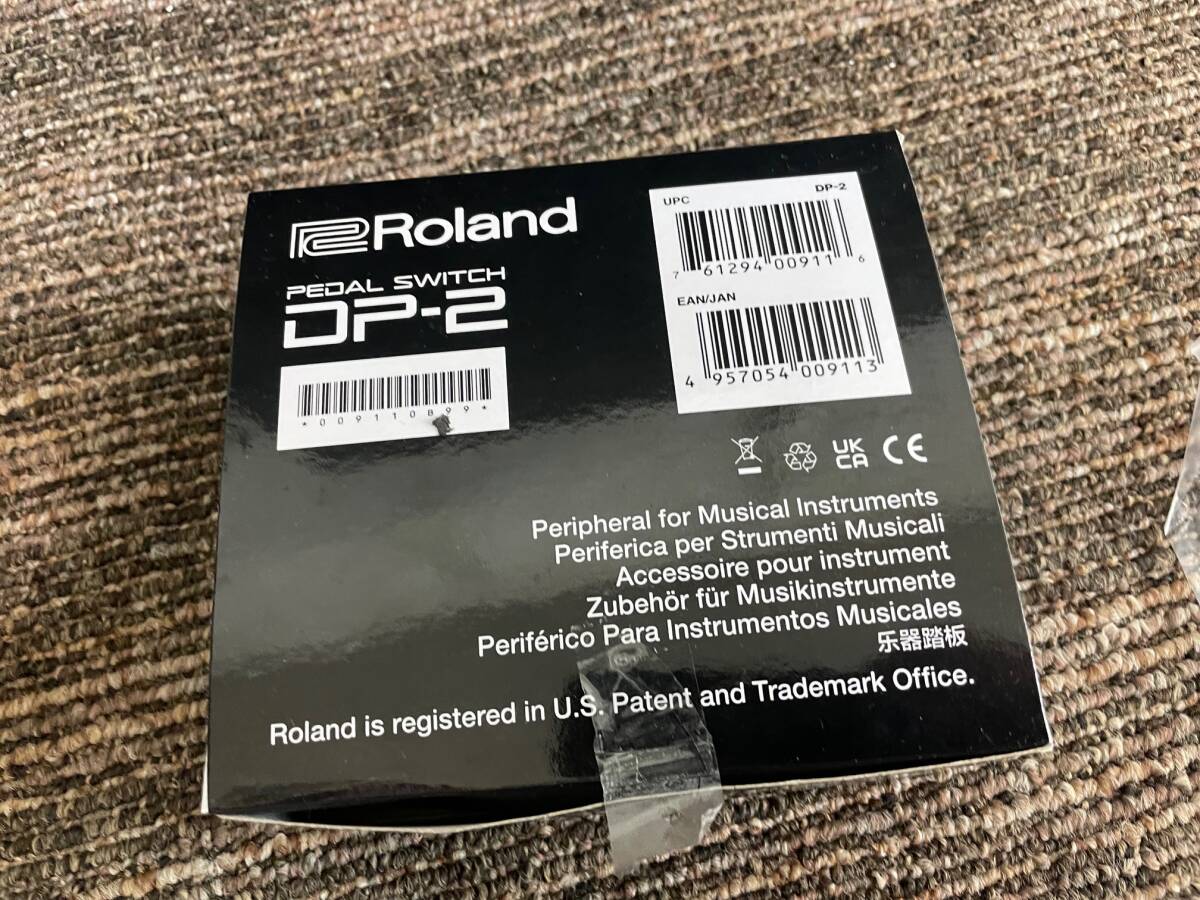 Roland
PEDAL SWITCH
DP-2
*009110899*
DP-2
UPC
7 61294 00911 6
EAN/JAN
4 957054 009113
UK
CA
CE
Peripheral for Musical Instruments
Periferica per Strumenti Musicali
Accessoire pour instrument
Zubehör für Musikinstrumente
Periférico Para Instrumentos Musicales
乐器踏板
Roland is registered in U.S. Patent and Trademark Office.